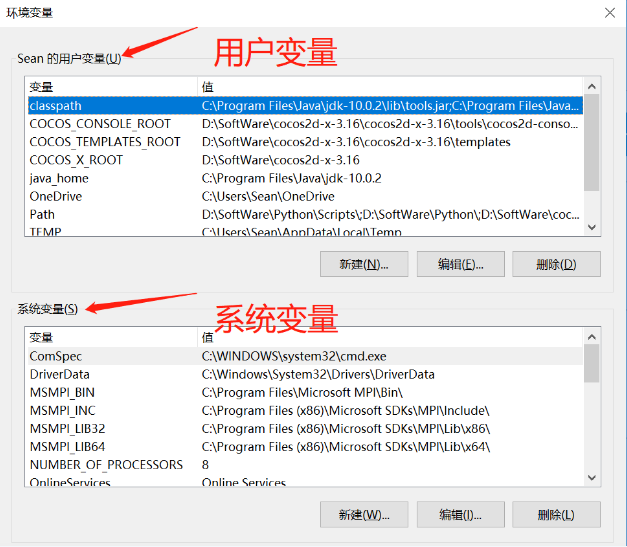 环境变量
Sean 的用户变量(U)
用户变量
变量 值
classpath C:\Program Files\Java\jdk-10.0.2\lib\tools.jar;C:\Program Files\Java...
COCOS_CONSOLE_ROOT D:\SoftWare\cocos2d-x-3.16\cocos2d-x-3.16\tools\cocos2d-conso...
COCOS_TEMPLATES_ROOT D:\SoftWare\cocos2d-x-3.16\cocos2d-x-3.16\templates
COCOS_X_ROOT D:\SoftWare\cocos2d-x-3.16\cocos2d-x-3.16
java_home C:\Program Files\Java\jdk-10.0.2
OneDrive C:\Users\Sean\OneDrive
Path D:\SoftWare\Python\Scripts\;D:\SoftWare\Python\;D:\SoftWare\coc...
TEMP C:\Users\Sean\AppData\Local\Temp
新建(N)... 编辑(E)... 删除(D)
系统变量(S)
系统变量
变量 值
ComSpec C:\WINDOWS\system32\cmd.exe
DriverData C:\Windows\System32\Drivers\DriverData
MSMPI_BIN C:\Program Files\Microsoft MPI\Bin\
MSMPI_INC C:\Program Files (x86)\Microsoft SDKs\MPI\Include\
MSMPI_LIB32 C:\Program Files (x86)\Microsoft SDKs\MPI\Lib\x86\
MSMPI_LIB64 C:\Program Files (x86)\Microsoft SDKs\MPI\Lib\x64\
NUMBER_OF_PROCESSORS 8
OnlineServices Online Services
新建(W)... 编辑(I)... 删除(L)